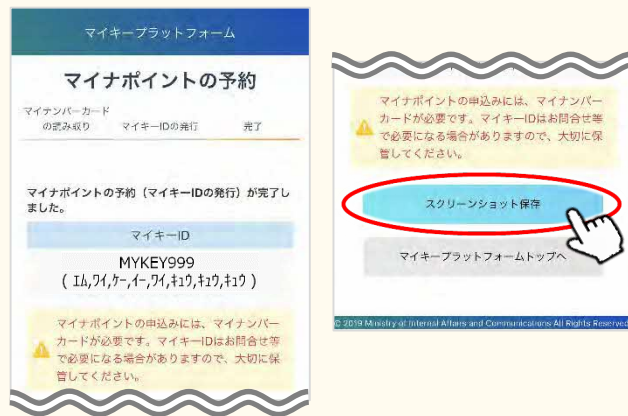 マイキープラットフォーム
マイナポイントの予約
マイナンバーカード
の読み取り マイキーIDの発行 完了
マイナポイントの予約（マイキーIDの発行）が完了し
ました。
マイキーID
MYKEY999
( ｴﾑ,ﾜｲ,ｹｰ,ｲｰ,ﾜｲ,ｷｭｳ,ｷｭｳ,ｷｭｳ )
マイナポイントの申込みには、マイナンバー
カードが必要です。マイキーIDはお問合せ等
で必要になる場合がありますので、大切に保
管してください。
マイナポイントの申込みには、マイナンバー
カードが必要です。マイキーIDはお問合せ等
で必要になる場合がありますので、大切に保
管してください。
スクリーンショット保存
マイキープラットフォームトップへ
© 2019 Ministry of Internal Affairs and Communications All Rights Reserved